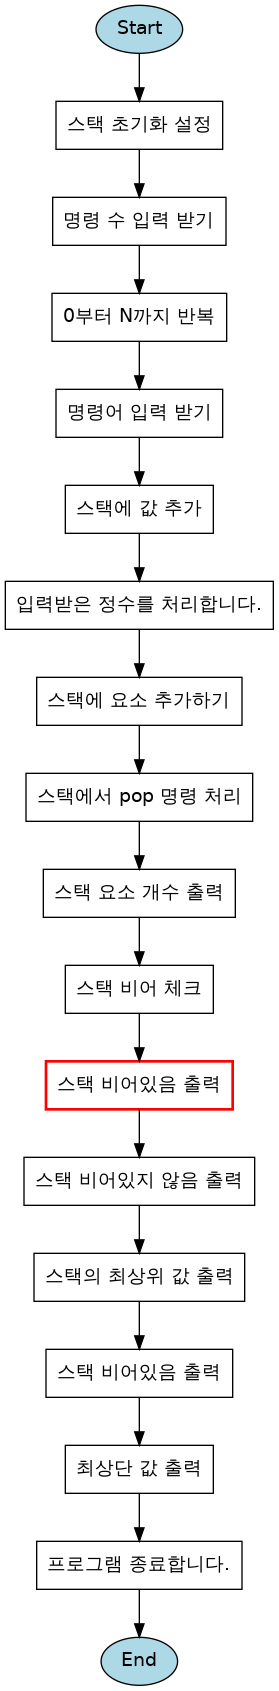 Start
스택 초기화 설정
명령 수 입력 받기
0부터 N까지 반복
명령어 입력 받기
스택에 값 추가
입력받은 정수를 처리합니다.
스택에 요소 추가하기
스택에서 pop 명령 처리
스택 요소 개수 출력
스택 비어 체크
스택 비어있음 출력
스택 비어있지 않음 출력
스택의 최상위 값 출력
스택 비어있음 출력
최상단 값 출력
프로그램 종료합니다.
End